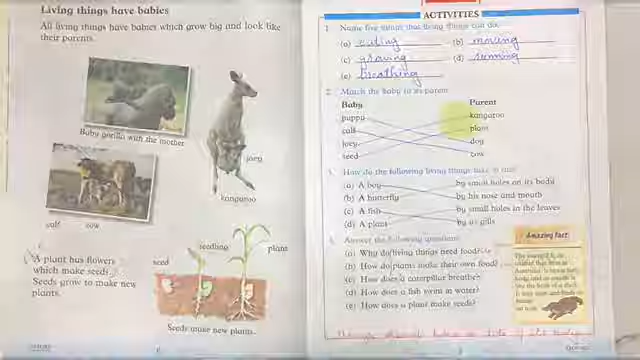 Living things have babies
All living things have babies which grow big and look like
their parents.
Baby gorilla with the mother
joey
kangaroo
calf cow
A plant has flowers
which make seeds.
Seeds grow to make new
plants.
seed
seedling
plant
Seeds make new plants.
6
ACTIVITIES
1. Name five things that living things can do.
(a) eating (b) moving
(c) growing (d) running
(e) breathing
2. Match the baby to its parent.
Baby Parent
puppy kangaroo
calf plant
joey dog
seed cow
3. How do the following living things take in air?
(a) A boy by small holes on its body
(b) A butterfly by his nose and mouth
(c) A fish by small holes in the leaves
(d) A plant by its gills
4. Answer the following questions.
(a) Why do living things need food?
(b) How do plants make their own food?
(c) How does a caterpillar breathe?
(d) How does a fish swim in water?
(e) How does a plant make seeds?
Amazing fact